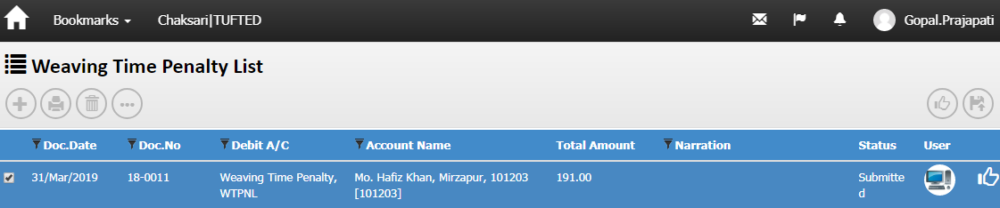 Bookmarks Chaksari|TUFTED Gopal.Prajapati
Weaving Time Penalty List
Doc.Date Doc.No Debit A/C Account Name Total Amount Narration Status User
31/Mar/2019 18-0011 Weaving Time Penalty, Mo. Hafiz Khan, Mirzapur, 101203 191.00 Submitte
WTPNL [101203] d